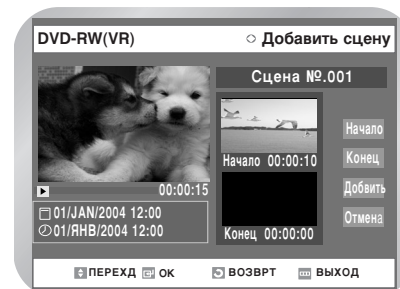 DVD-RW(VR) Добавить сцену
Сцена №.001
Начало 00:00:10
Начало
Конец
Добвить
Отмена
00:00:15
01/JAN/2004 12:00
01/ЯНВ/2004 12:00
Конец 00:00:00
ПЕРЕХД ОК ВОЗВРТ ВЫХОД